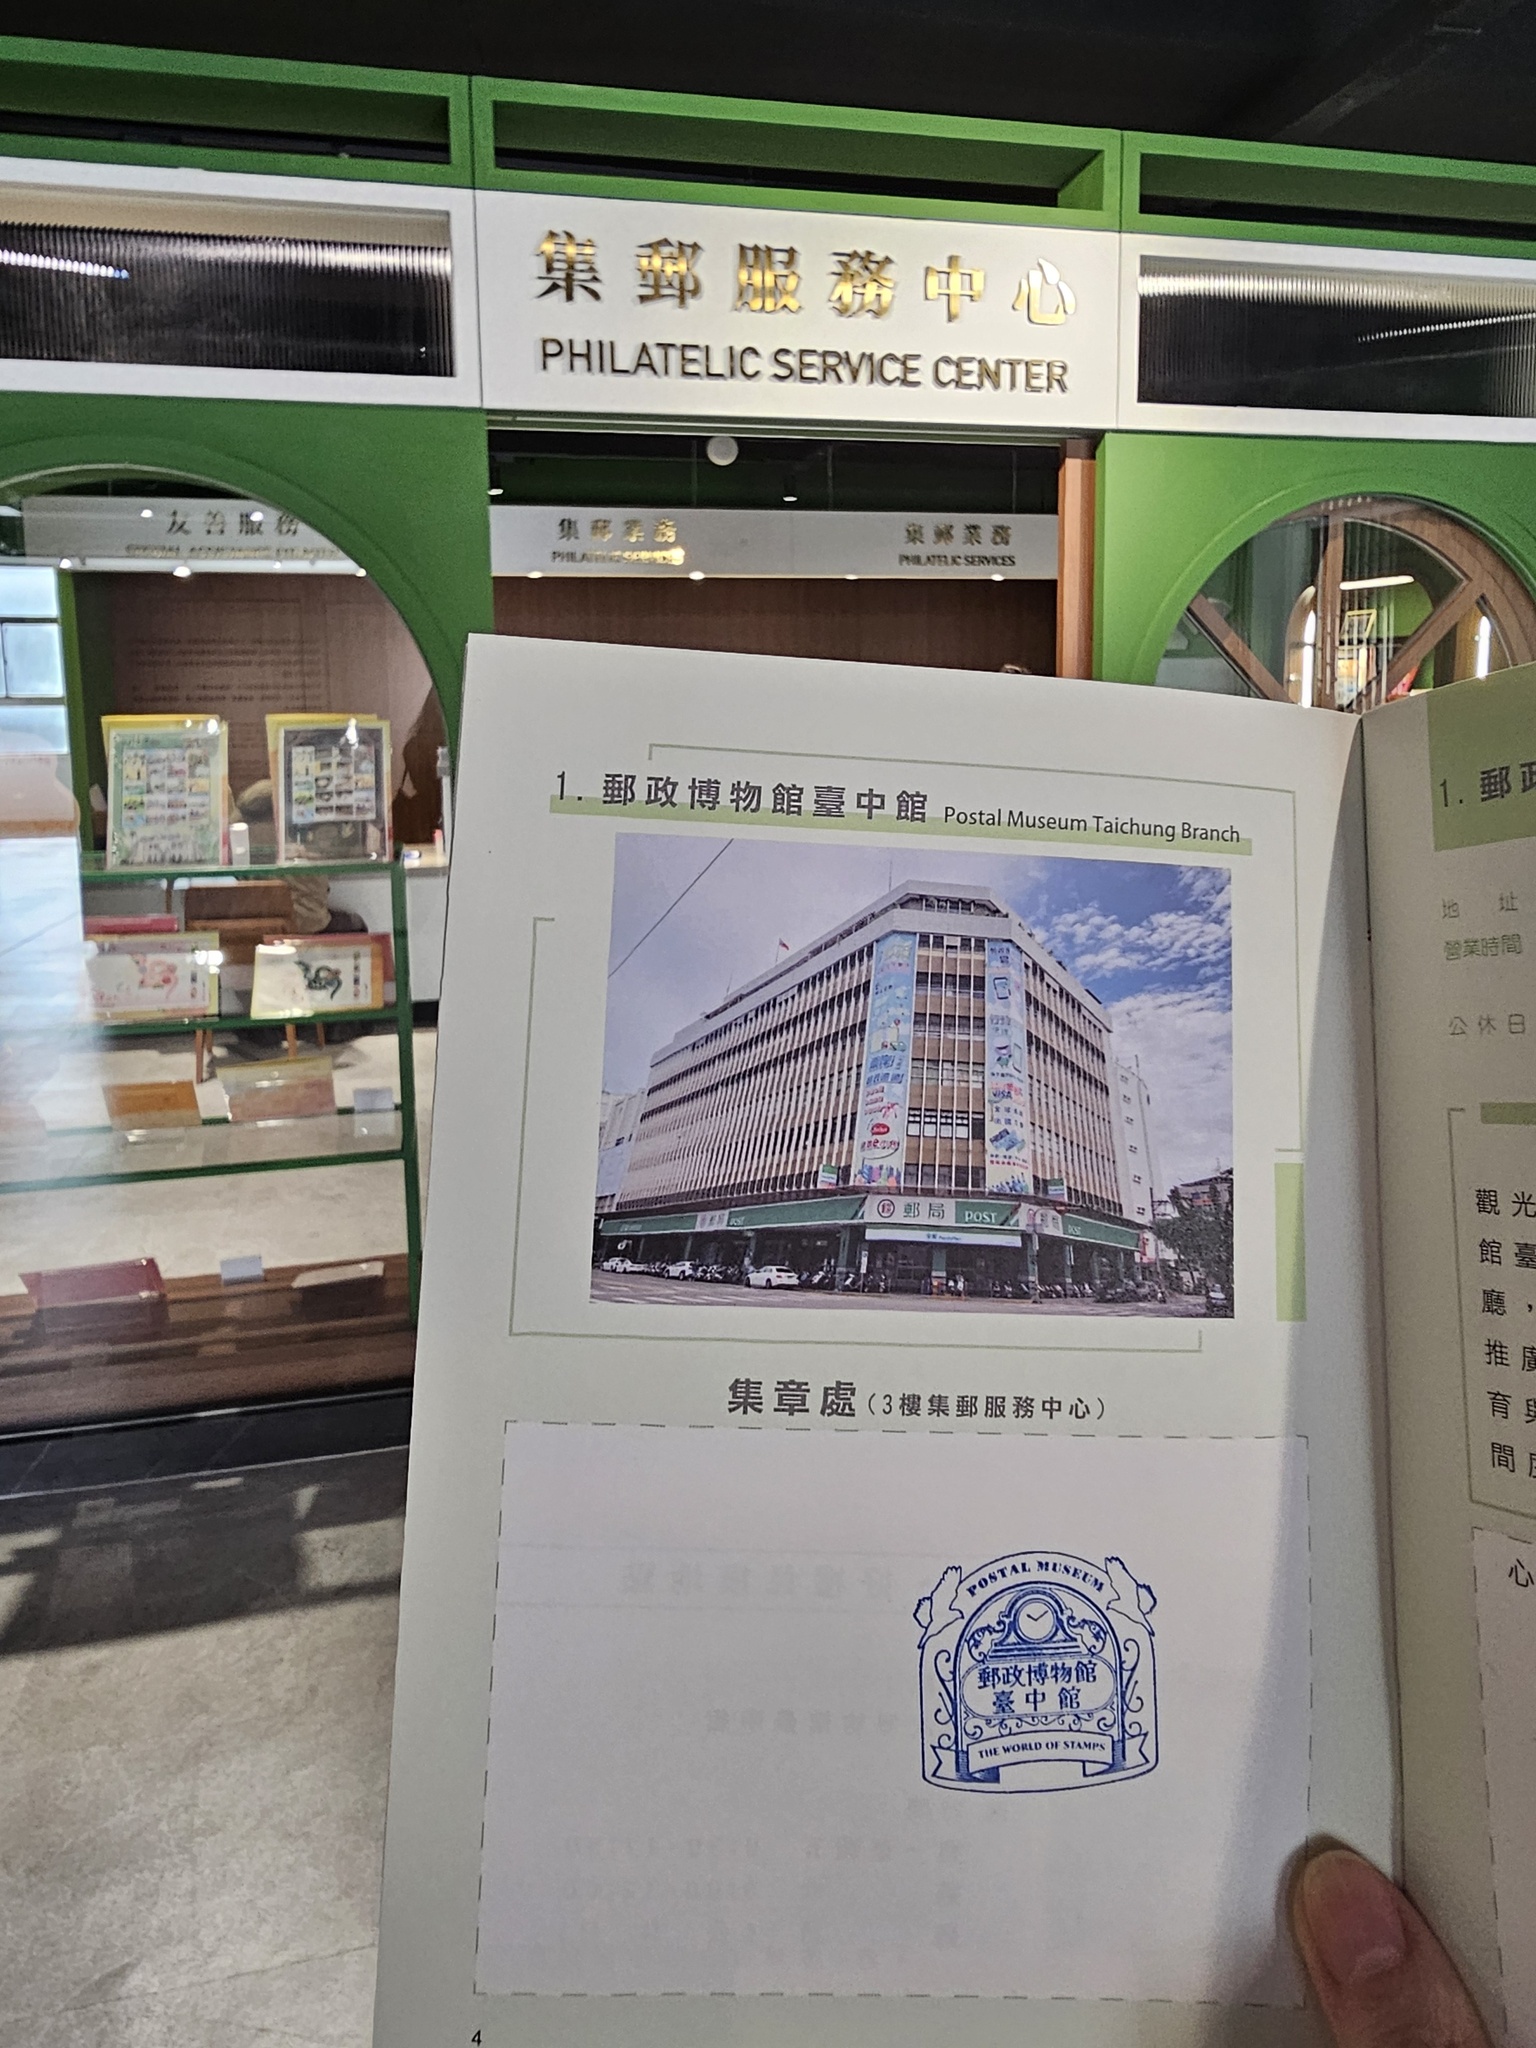 集郵服務中心
PHILATELIC SERVICE CENTER
友善服務
集郵業務
PHILATELIC SERVICES
集郵業務
PHILATELIC SERVICES
1. 郵政博物館臺中館 Postal Museum Taichung Branch
VISA
郵局 POST
POST
集章處(3樓集郵服務中心)
POSTAL MUSEUM
郵政博物館
臺中館
THE WORLD OF STAMPS
4
1. 郵
地 址
營業時間
公休日
觀光
館臺
廳，
推廣
育與
間
心